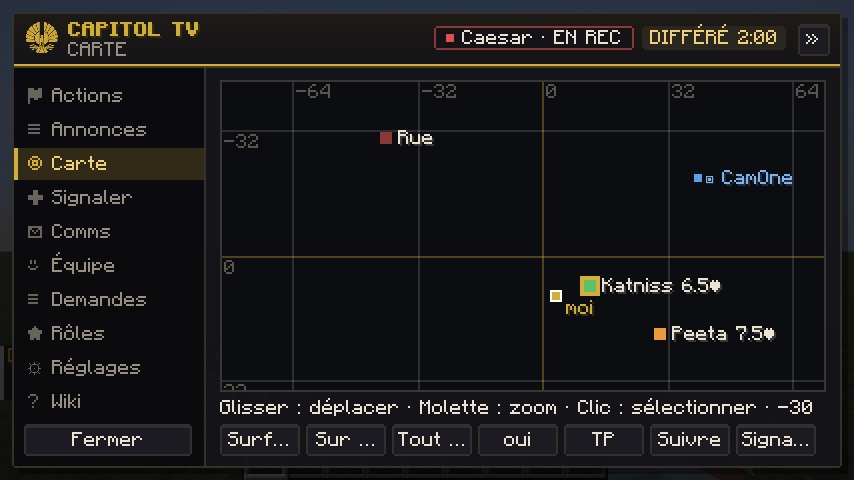 CAPITOL TV
CARTE
Caesar · EN REC
DIFFÉRÉ 2:00
»
Actions
Annonces
Carte
Signaler
Comms
Équipe
Demandes
Rôles
Réglages
? Wiki
Fermer
-64 -32 0 32 64
-32
Rue
CamOne
0
Katniss 6.5♥
moi
Peeta 7.5♥
Glisser : déplacer · Molette : zoom · Clic : sélectionner · -30
Surf... Sur ... Tout ... oui TP Suivre Signa...